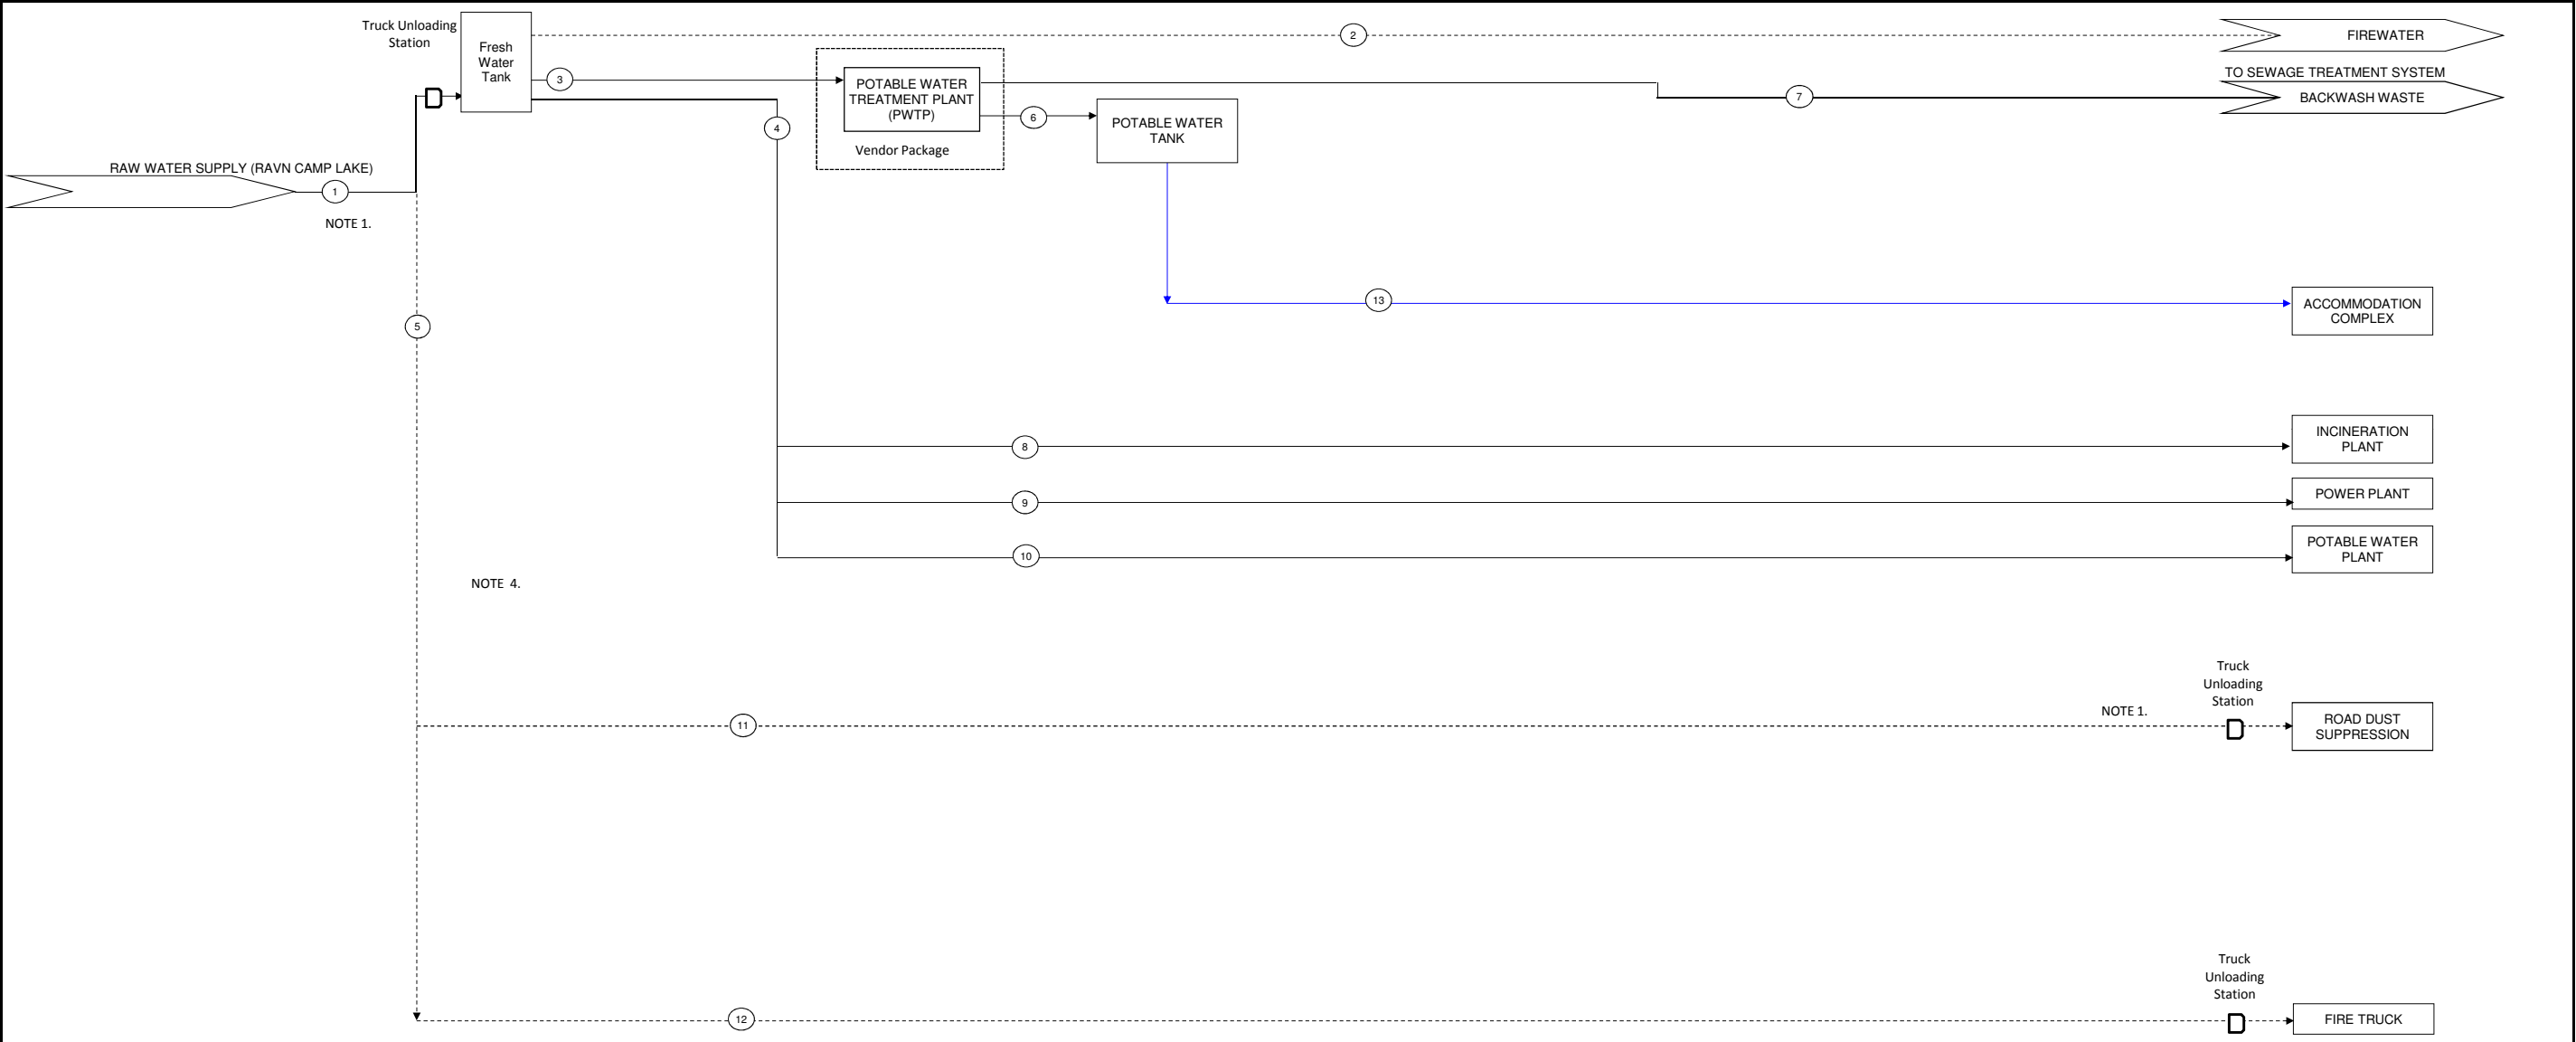 Truck Unloading
Station
Fresh
Water
Tank
2
FIREWATER
3
POTABLE WATER
TREATMENT PLANT
(PWTP)
Vendor Package
TO SEWAGE TREATMENT SYSTEM
7
BACKWASH WASTE
4
6
POTABLE WATER
TANK
RAW WATER SUPPLY (RAVN CAMP LAKE)
1
NOTE 1.
13
ACCOMMODATION
COMPLEX
5
8
INCINERATION
PLANT
9
POWER PLANT
10
POTABLE WATER
PLANT
NOTE 4.
Truck
Unloading
Station
NOTE 1.
11
ROAD DUST
SUPPRESSION
Truck
Unloading
Station
12
FIRE TRUCK